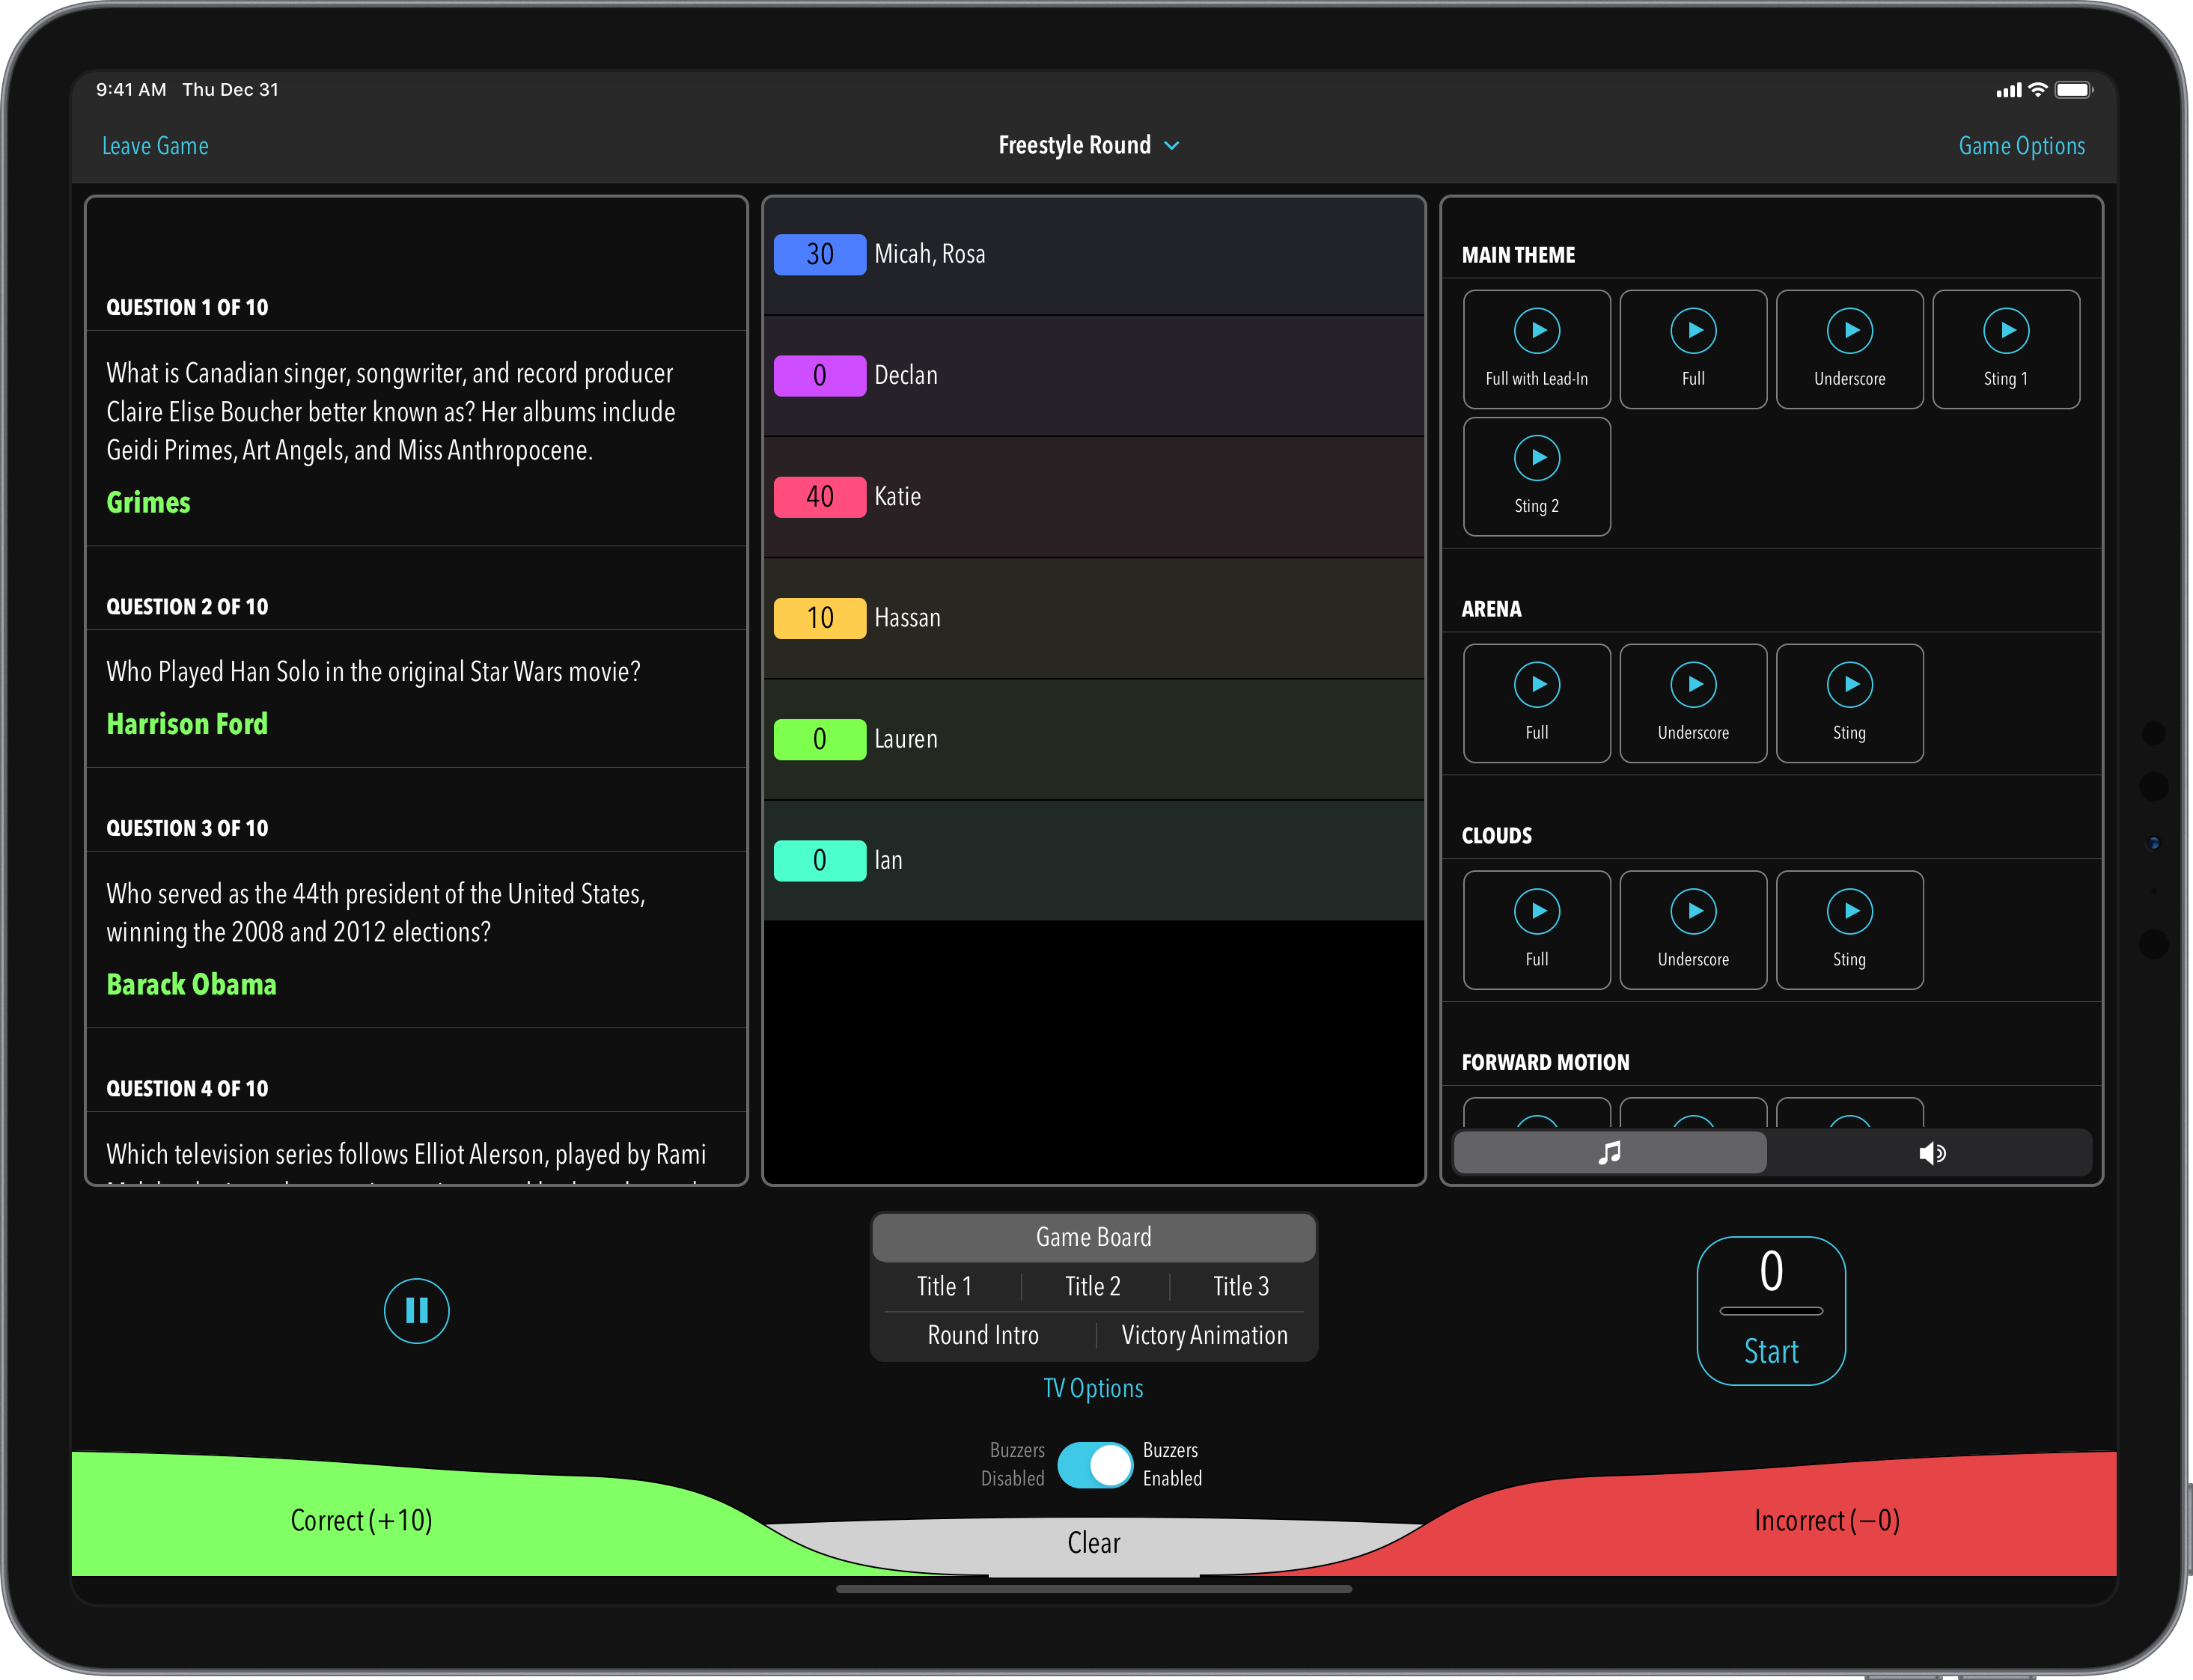 9:41 AM Thu Dec 31
Leave Game
Freestyle Round
Game Options
QUESTION 1 OF 10
What is Canadian singer, songwriter, and record producer
Claire Elise Boucher better known as? Her albums include
Geidi Primes, Art Angels, and Miss Anthropocene.
Grimes
QUESTION 2 OF 10
Who Played Han Solo in the original Star Wars movie?
Harrison Ford
QUESTION 3 OF 10
Who served as the 44th president of the United States,
winning the 2008 and 2012 elections?
Barack Obama
QUESTION 4 OF 10
Which television series follows Elliot Alerson, played by Rami
30 Micah, Rosa
0 Declan
40 Katie
10 Hassan
0 Lauren
0 Ian
MAIN THEME
Full with Lead-In
Full
Underscore
Sting 1
Sting 2
ARENA
Full
Underscore
Sting
CLOUDS
Full
Underscore
Sting
FORWARD MOTION
Game Board
Title 1
Title 2
Title 3
Round Intro
Victory Animation
TV Options
0
Start
Buzzers
Disabled
Buzzers
Enabled
Correct (+10)
Clear
Incorrect (−0)